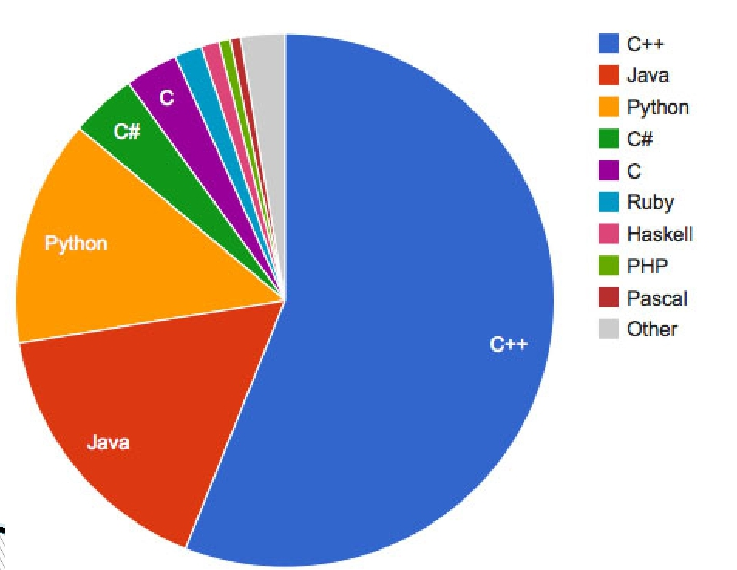 C
C#
Python
C++
Java
C++
Java
Python
C#
C
Ruby
Haskell
PHP
Pascal
Other